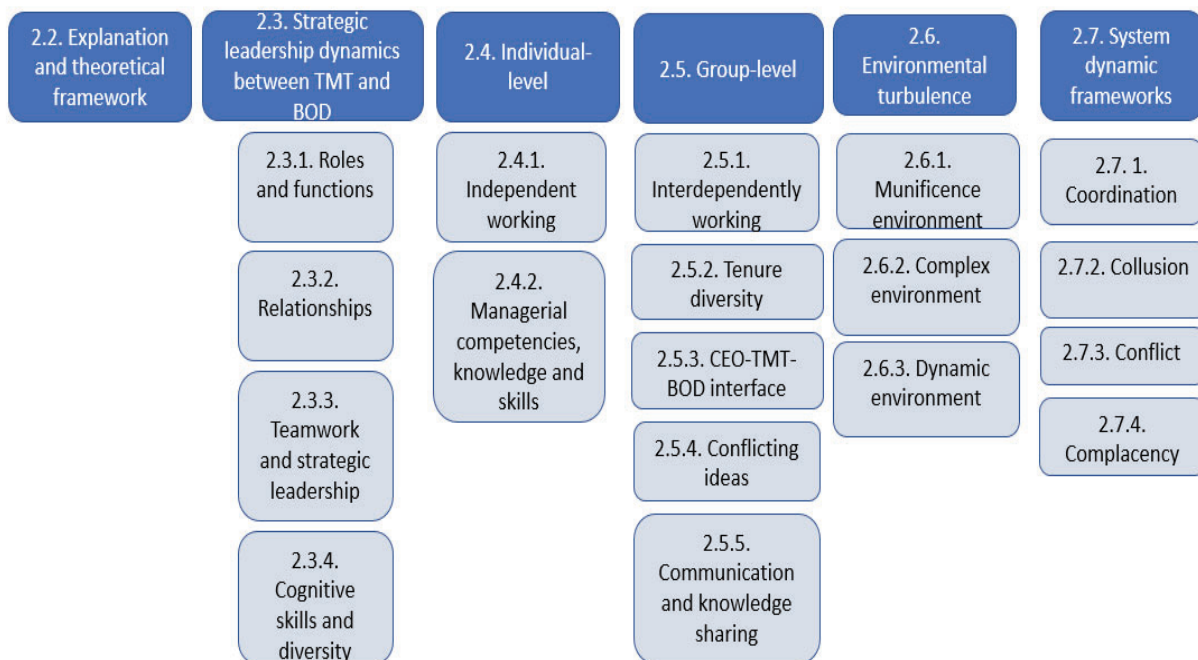 2.2. Explanation
and theoretical
framework
2.3. Strategic
leadership dynamics
between TMT and
BOD
2.4. Individual-
level
2.5. Group-level
2.6.
Environmental
turbulence
2.7. System
dynamic
frameworks
2.3.1. Roles
and functions
2.3.2.
Relationships
2.3.3.
Teamwork
and strategic
leadership
2.3.4.
Cognitive
skills and
diversity
2.4.1.
Independent
working
2.4.2.
Managerial
competencies,
knowledge and
skills
2.5.1.
Interdependently
working
2.5.2. Tenure
diversity
2.5.3. CEO-TMT-
BOD interface
2.5.4. Conflicting
ideas
2.5.5.
Communication
and knowledge
sharing
2.6.1.
Munificence
environment
2.6.2. Complex
environment
2.6.3. Dynamic
environment
2.7. 1.
Coordination
2.7.2. Collusion
2.7.3. Conflict
2.7.4.
Complacency